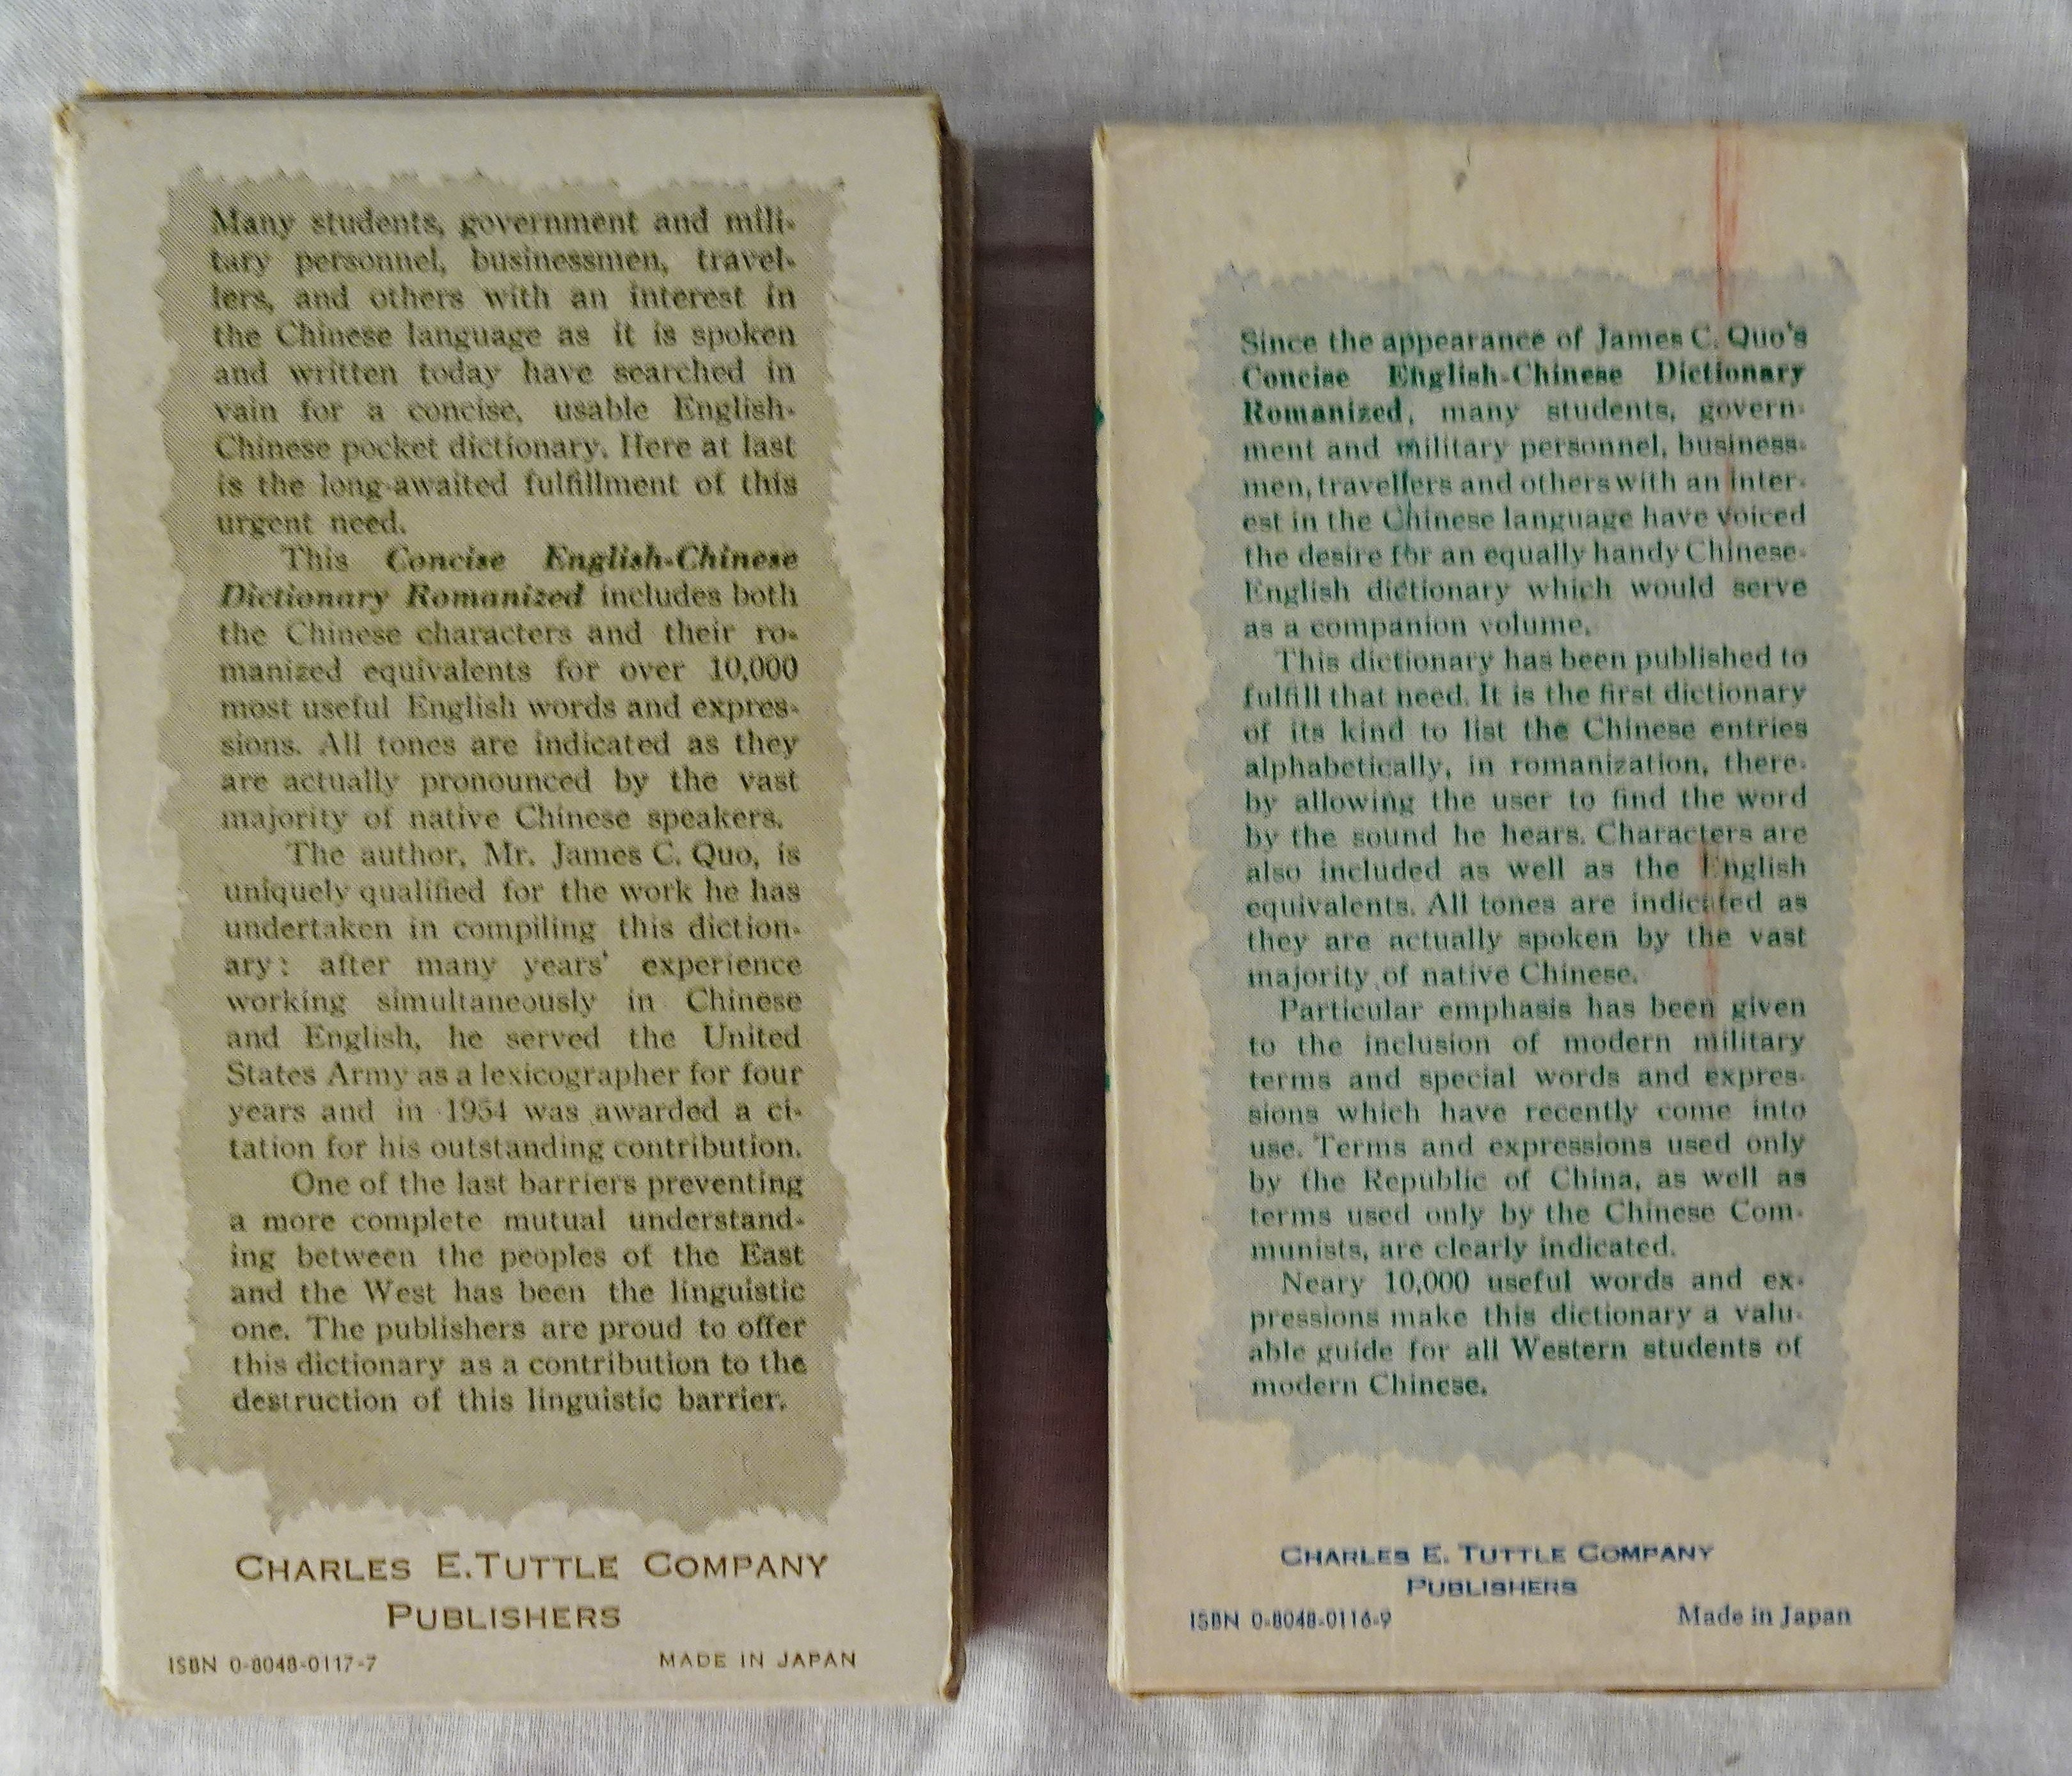 Many students, government and mili-
tary personnel, businessmen, travel-
lers, and others with an interest in
the Chinese language as it is spoken
and written today have searched in
vain for a concise, usable English-
Chinese pocket dictionary. Here at last
is the long-awaited fulfillment of this
urgent need.
This Concise English-Chinese
Dictionary Romanized includes both
the Chinese characters and their ro-
manized equivalents for over 10,000
most useful English words and expres-
sions. All tones are indicated as they
are actually pronounced by the vast
majority of native Chinese speakers.
The author, Mr. James C. Quo, is
uniquely qualified for the work he has
undertaken in compiling this diction-
ary: after many years' experience
working simultaneously in Chinese
and English, he served the United
States Army as a lexicographer for four
years and in 1954 was awarded a ci-
tation for his outstanding contribution.
One of the last barriers preventing
a more complete mutual understand-
ing between the peoples of the East
and the West has been the linguistic
one. The publishers are proud to offer
this dictionary as a contribution to the
destruction of this linguistic barrier.
CHARLES E. TUTTLE COMPANY
PUBLISHERS
ISBN 0-8048-0117-7 MADE IN JAPAN
Since the appearance of James C. Quo's
Concise English-Chinese Dictionary
Romanized, many students, govern-
ment and military personnel, business-
men, travellers and others with an inter-
est in the Chinese language have voiced
the desire for an equally handy Chinese-
English dictionary which would serve
as a companion volume.
This dictionary has been published to
fulfill that need. It is the first dictionary
of its kind to list the Chinese entries
alphabetically, in romanization, there-
by allowing the user to find the word
by the sound he hears. Characters are
also included as well as the English
equivalents. All tones are indicated as
they are actually spoken by the vast
majority of native Chinese.
Particular emphasis has been given
to the inclusion of modern military
terms and special words and expres-
sions which have recently come into
use. Terms and expressions used only
by the Republic of China, as well as
terms used only by the Chinese Com-
munists, are clearly indicated.
Neary 10,000 useful words and ex-
pressions make this dictionary a valu-
able guide for all Western students of
modern Chinese.
CHARLES E. TUTTLE COMPANY
PUBLISHERS
ISBN 0-8048-0116-9 Made in Japan